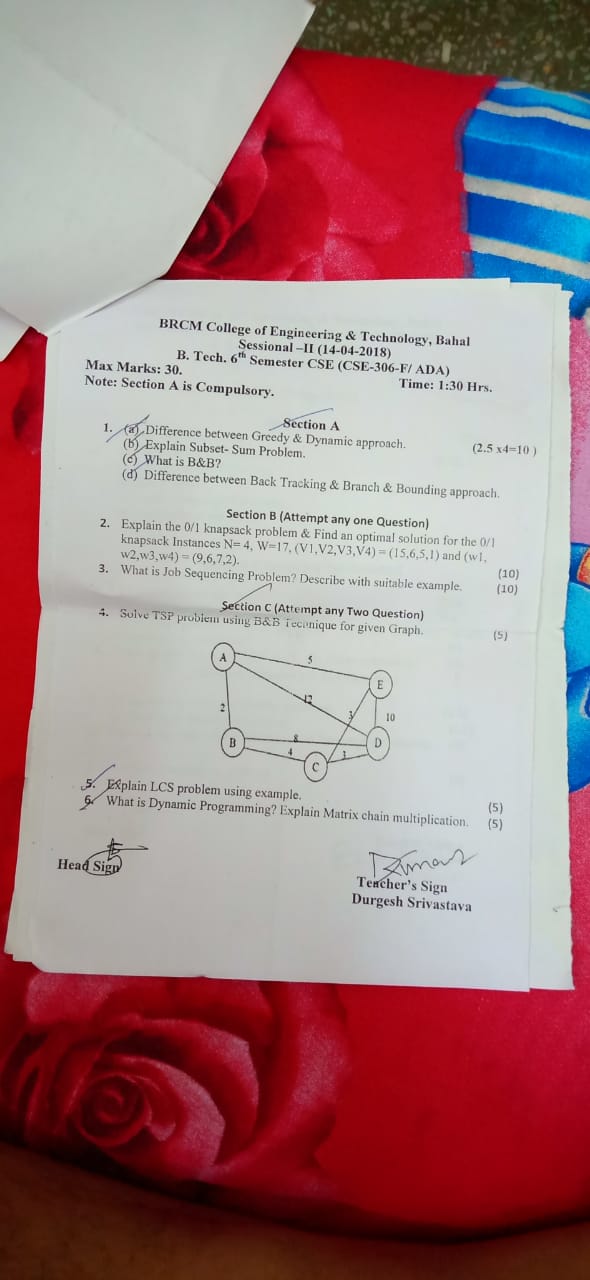 BRCM College of Engineering & Technology, Bahal
Sessional –II (14-04-2018)
B. Tech. 6th Semester CSE (CSE-306-F/ ADA)
Max Marks: 30.
Time: 1:30 Hrs.
Note: Section A is Compulsory.
Section A
1. (a) Difference between Greedy & Dynamic approach. (2.5 x4=10 )
(b) Explain Subset- Sum Problem.
(c) What is B&B?
(d) Difference between Back Tracking & Branch & Bounding approach.
Section B (Attempt any one Question)
2. Explain the 0/1 knapsack problem & Find an optimal solution for the 0/1
knapsack Instances N= 4, W=17, (V1,V2,V3,V4) = (15,6,5,1) and (w1,
w2,w3,w4) = (9,6,7,2). (10)
3. What is Job Sequencing Problem? Describe with suitable example. (10)
Section C (Attempt any Two Question)
4. Solve TSP problem using B&B Tecqnique for given Graph. (5)
A
5
E
12
2
3
10
B
8
D
4
C
3
5. Explain LCS problem using example. (5)
6. What is Dynamic Programming? Explain Matrix chain multiplication. (5)
Head Sign
Teacher's Sign
Durgesh Srivastava